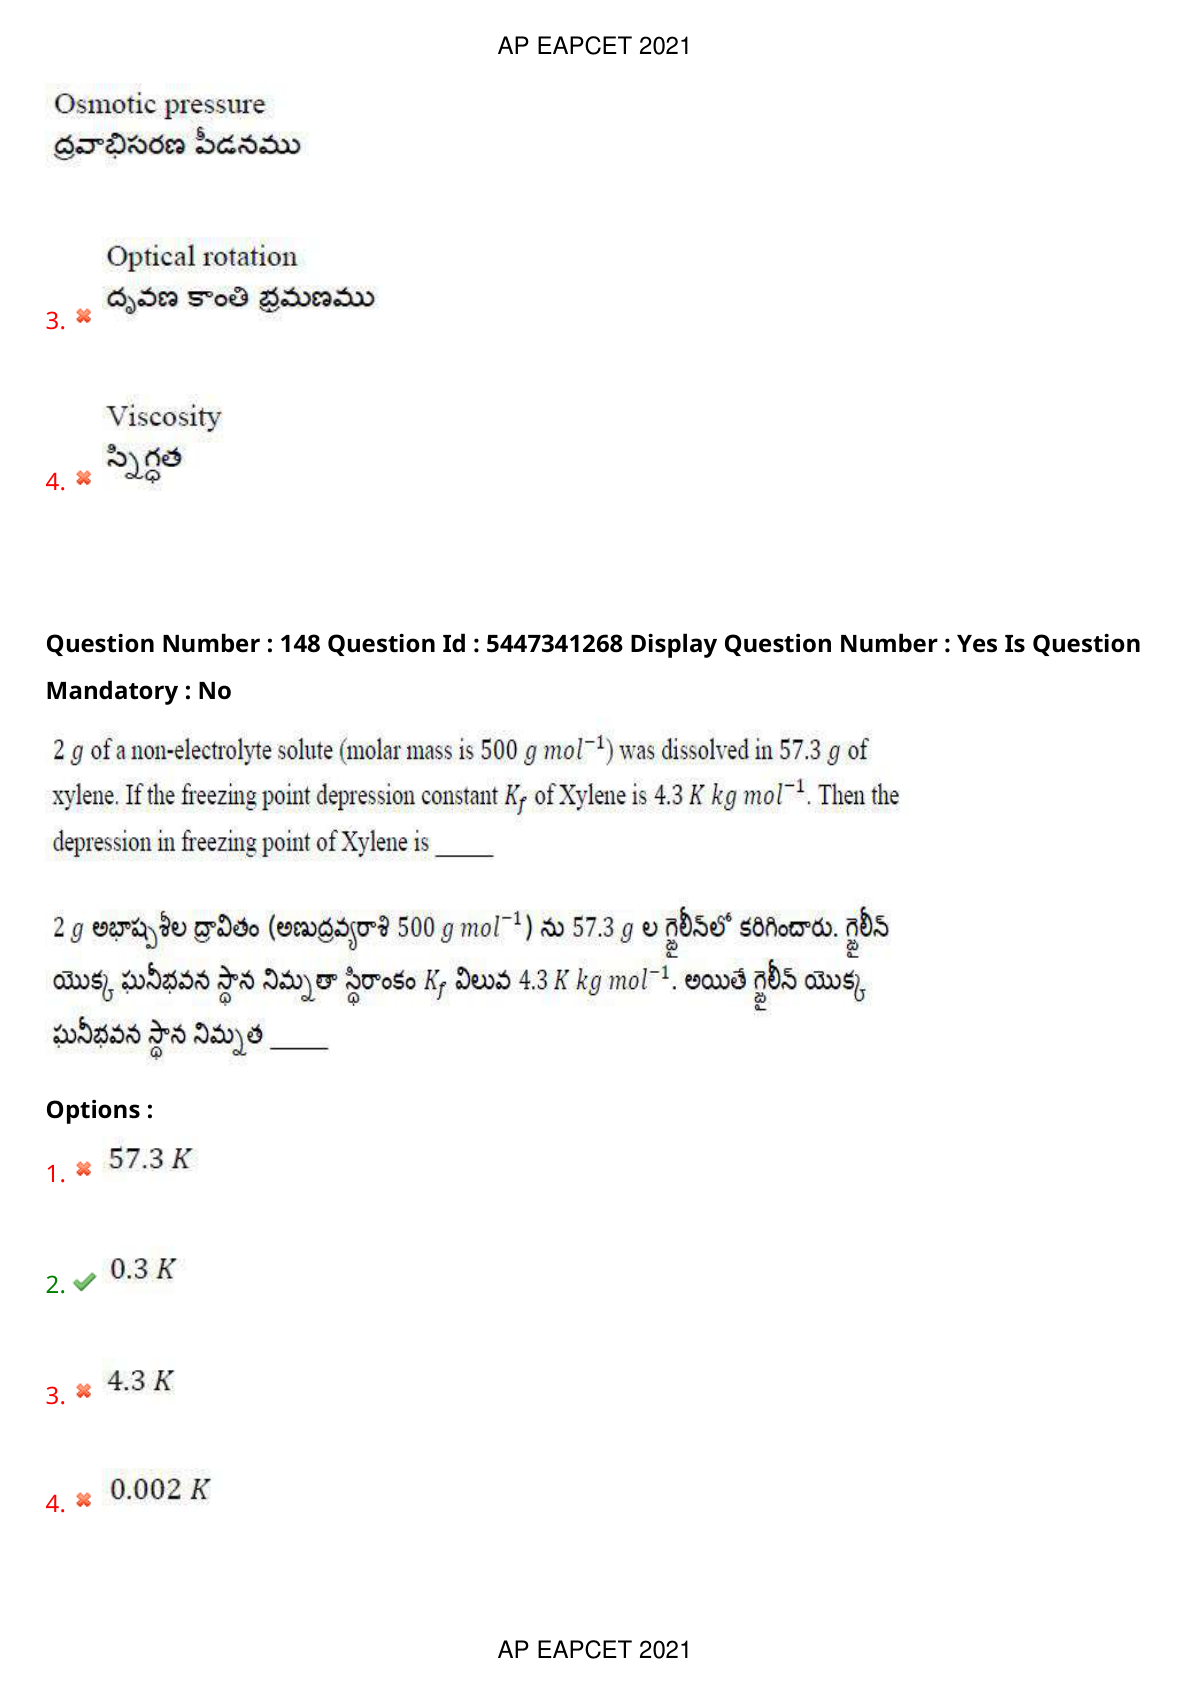 AP EAPCET 2021
Osmotic pressure
ద్రవాభిసరణ పీడనము
Optical rotation
దృవణ కాంతి భ్రమణము
3.
Viscosity
స్నిగ్ధత
4.
Question Number : 148 Question Id : 5447341268 Display Question Number : Yes Is Question
Mandatory : No
2 g of a non-electrolyte solute (molar mass is 500 g mol⁻¹) was dissolved in 57.3 g of
xylene. If the freezing point depression constant K_f of Xylene is 4.3 K kg mol⁻¹. Then the
depression in freezing point of Xylene is _____
2 g అభాష్పశీల ద్రావితం (అణుద్రవ్యరాశి 500 g mol⁻¹) ను 57.3 g ల గ్జైలీన్‌లో కరిగించారు. గ్జైలీన్
యొక్క ఘనీభవన స్థాన నిమ్నతా స్థిరాంకం K_f విలువ 4.3 K kg mol⁻¹. అయితే గ్జైలీన్ యొక్క
ఘనీభవన స్థాన నిమ్నత _____
Options :
1. 57.3 K
2. 0.3 K
3. 4.3 K
4. 0.002 K
AP EAPCET 2021